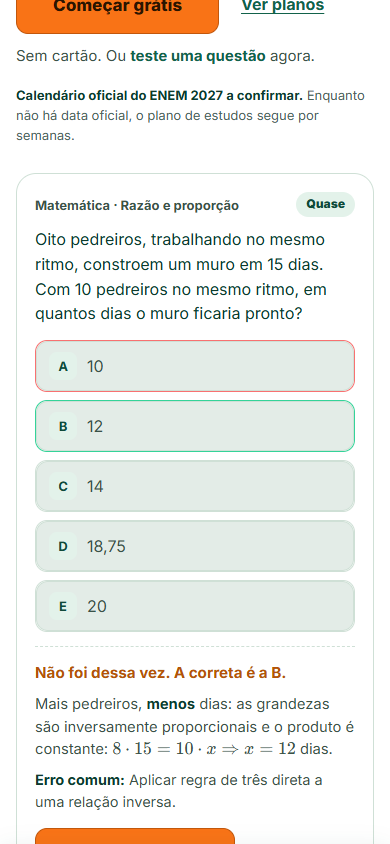 Começar grátis
Ver planos
Sem cartão. Ou teste uma questão agora.
Calendário oficial do ENEM 2027 a confirmar. Enquanto
não há data oficial, o plano de estudos segue por
semanas.
Matemática · Razão e proporção
Quase
Oito pedreiros, trabalhando no mesmo
ritmo, constroem um muro em 15 dias.
Com 10 pedreiros no mesmo ritmo, em
quantos dias o muro ficaria pronto?
A 10
B 12
C 14
D 18,75
E 20
Não foi dessa vez. A correta é a B.
Mais pedreiros, menos dias: as grandezas
são inversamente proporcionais e o produto é
constante: 8 · 15 = 10 · x ⇒ x = 12 dias.
Erro comum: Aplicar regra de três direta a
uma relação inversa.